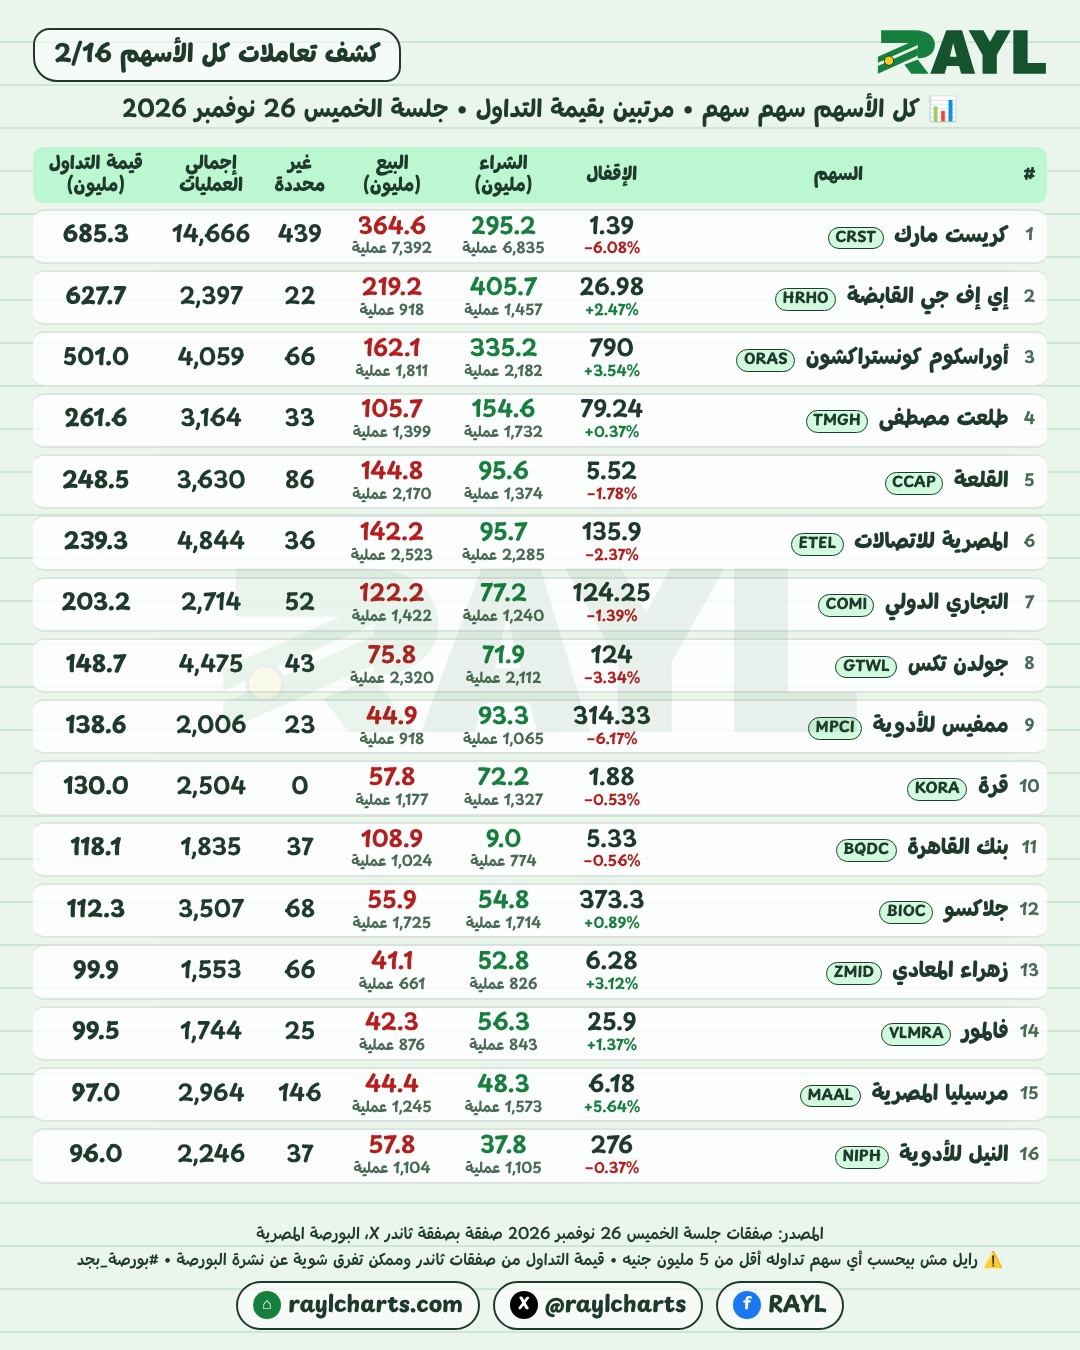 RAYL
كشف تعاملات كل الأسهم 2/16
📊 كل الأسهم سهم سهم • مرتبين بقيمة التداول • جلسة الخميس 26 نوفمبر 2026
# السهم الإقفال الشراء (مليون) البيع (مليون) غير محددة إجمالي العمليات قيمة التداول (مليون)
1 كريست مارك CRST 1.39 295.2 364.6 439 14,666 685.3
-6.08% 6,835 عملية 7,392 عملية
2 إي إف جي القابضة HRHO 26.98 405.7 219.2 22 2,397 627.7
+2.47% 1,457 عملية 918 عملية
3 أوراسكوم كونستراكشون ORAS 790 335.2 162.1 66 4,059 501.0
+3.54% 2,182 عملية 1,811 عملية
4 طلعت مصطفى TMGH 79.24 154.6 105.7 33 3,164 261.6
+0.37% 1,732 عملية 1,399 عملية
5 القلعة CCAP 5.52 95.6 144.8 86 3,630 248.5
-1.78% 1,374 عملية 2,170 عملية
6 المصرية للاتصالات ETEL 135.9 95.7 142.2 36 4,844 239.3
-2.37% 2,285 عملية 2,523 عملية
7 التجاري الدولي COMI 124.25 77.2 122.2 52 2,714 203.2
-1.39% 1,240 عملية 1,422 عملية
8 جولدن تكس GTWL 124 71.9 75.8 43 4,475 148.7
-3.34% 2,112 عملية 2,320 عملية
9 ممفيس للأدوية MPCI 314.33 93.3 44.9 23 2,006 138.6
-6.17% 1,065 عملية 918 عملية
10 قرة KORA 1.88 72.2 57.8 0 2,504 130.0
-0.53% 1,327 عملية 1,177 عملية
11 بنك القاهرة BQDC 5.33 9.0 108.9 37 1,835 118.1
-0.56% 774 عملية 1,024 عملية
12 جلاكسو BIOC 373.3 54.8 55.9 68 3,507 112.3
+0.89% 1,714 عملية 1,725 عملية
13 زهراء المعادي ZMID 6.28 52.8 41.1 66 1,553 99.9
+3.12% 826 عملية 661 عملية
14 فالمور VLMRA 25.9 56.3 42.3 25 1,744 99.5
+1.37% 843 عملية 876 عملية
15 مرسيليا المصرية MAAL 6.18 48.3 44.4 146 2,964 97.0
+5.64% 1,573 عملية 1,245 عملية
16 النيل للأدوية NIPH 276 37.8 57.8 37 2,246 96.0
-0.37% 1,105 عملية 1,104 عملية
المصدر: صفقات جلسة الخميس 26 نوفمبر 2026 صفقة بصفقة ثاندر X، البورصة المصرية
⚠️ رايل مش بيحسب أي سهم تداوله أقل من 5 مليون جنيه • قيمة التداول من صفقات ثاندر وممكن تفرق شوية عن نشرة البورصة • #بورصة_بجد
raylcharts.com @raylcharts RAYL